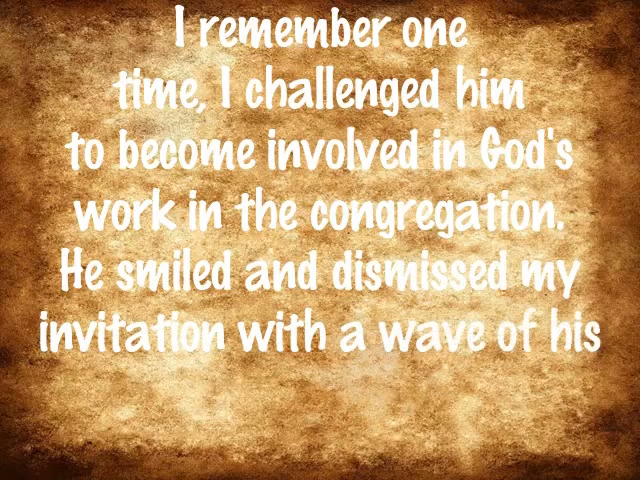 I remember one
time, I challenged him
to become involved in God's
work in the congregation.
He smiled and dismissed my
invitation with a wave of his